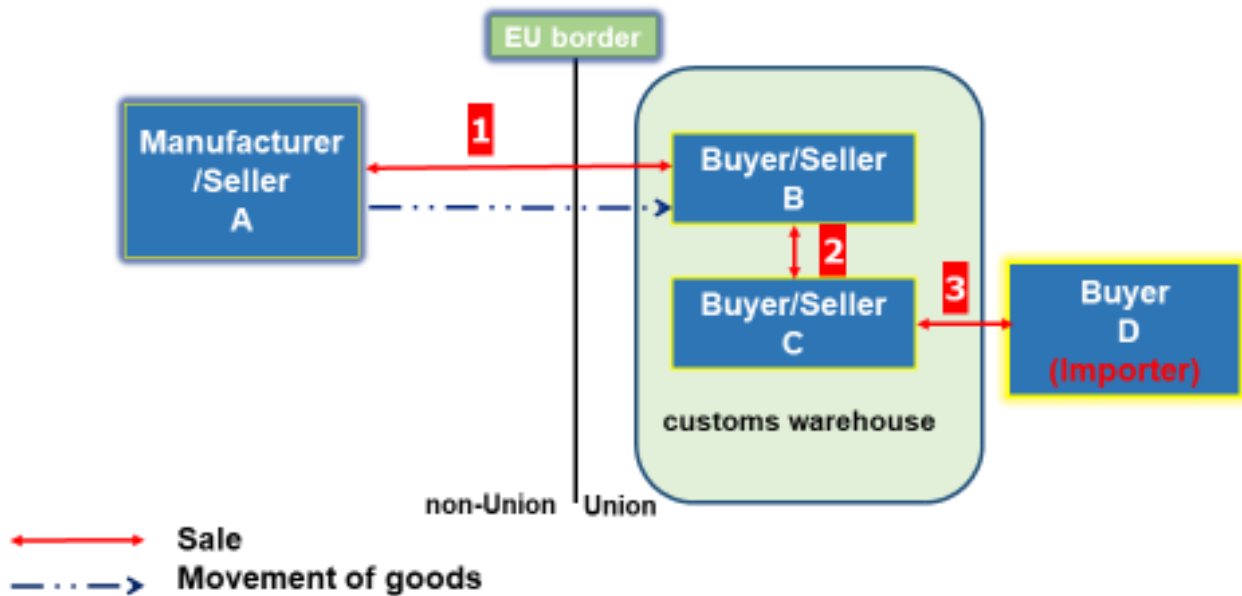 EU border
1
Manufacturer
/Seller
A
Buyer/Seller
B
2
Buyer/Seller
C
3
Buyer
D
(Importer)
customs warehouse
non-Union
Union
Sale
Movement of goods